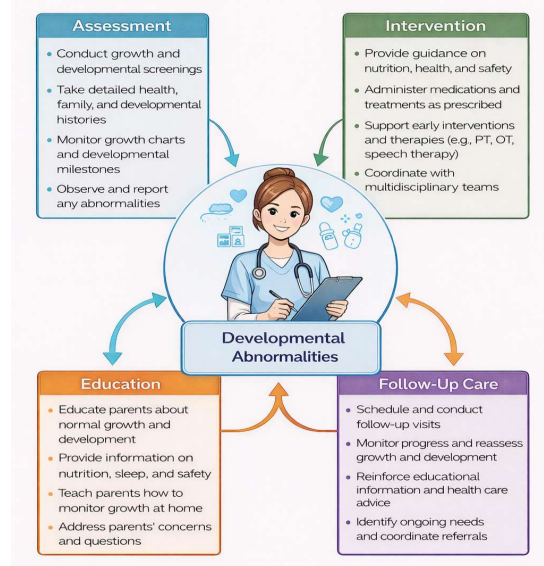 Assessment
• Conduct growth and
developmental screenings
• Take detailed health,
family, and developmental
histories
• Monitor growth charts
and developmental
milestones
• Observe and report
any abnormalities
Intervention
• Provide guidance on
nutrition, health, and safety
• Administer medications and
treatments as prescribed
• Support early interventions
and therapies (e.g., PT, OT,
speech therapy)
• Coordinate with
multidisciplinary teams
Developmental
Abnormalities
Education
• Educate parents about
normal growth and
development
• Provide information on
nutrition, sleep, and safety
• Teach parents how to
monitor growth at home
• Address parents' concerns
and questions
Follow-Up Care
• Schedule and conduct
follow-up visits
• Monitor progress and reassess
growth and development
• Reinforce educational
information and health care
advice
• Identify ongoing needs
and coordinate referrals